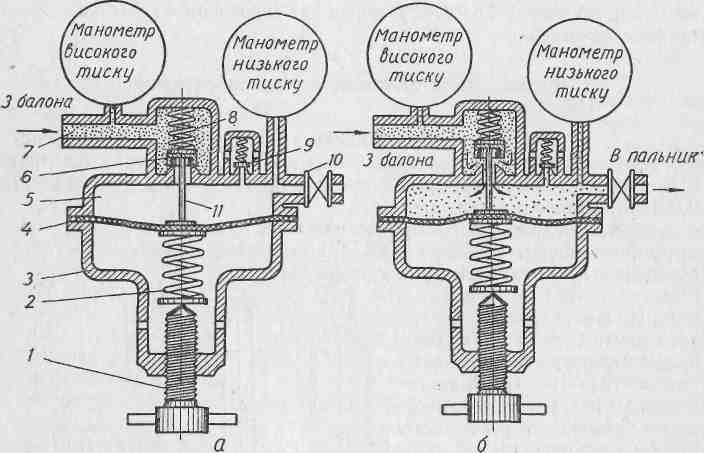 Манометр
високого
тиску
Манометр
низького
тиску
З балона
7
6
5
4
3
2
1
8
9
10
11
а
Манометр
високого
тиску
Манометр
низького
тиску
З балона
В пальник
б